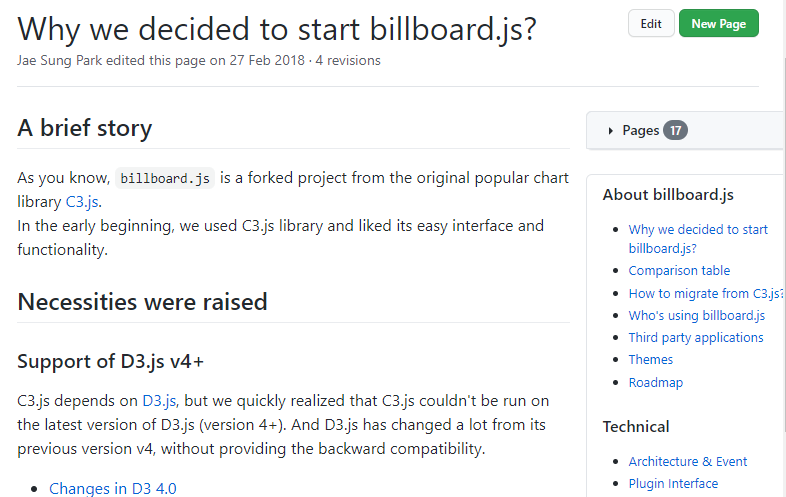 Why we decided to start billboard.js?
Edit
New Page
Jae Sung Park edited this page on 27 Feb 2018 · 4 revisions
A brief story
As you know, billboard.js is a forked project from the original popular chart
library C3.js.
In the early beginning, we used C3.js library and liked its easy interface and
functionality.
Necessities were raised
Support of D3.js v4+
C3.js depends on D3.js, but we quickly realized that C3.js couldn't be run on
the latest version of D3.js (version 4+). And D3.js has changed a lot from its
previous version v4, without providing the backward compatibility.
• Changes in D3 4.0
Pages 17
About billboard.js
• Why we decided to start
billboard.js?
• Comparison table
• How to migrate from C3.js?
• Who's using billboard.js
• Third party applications
• Themes
• Roadmap
Technical
• Architecture & Event
• Plugin Interface